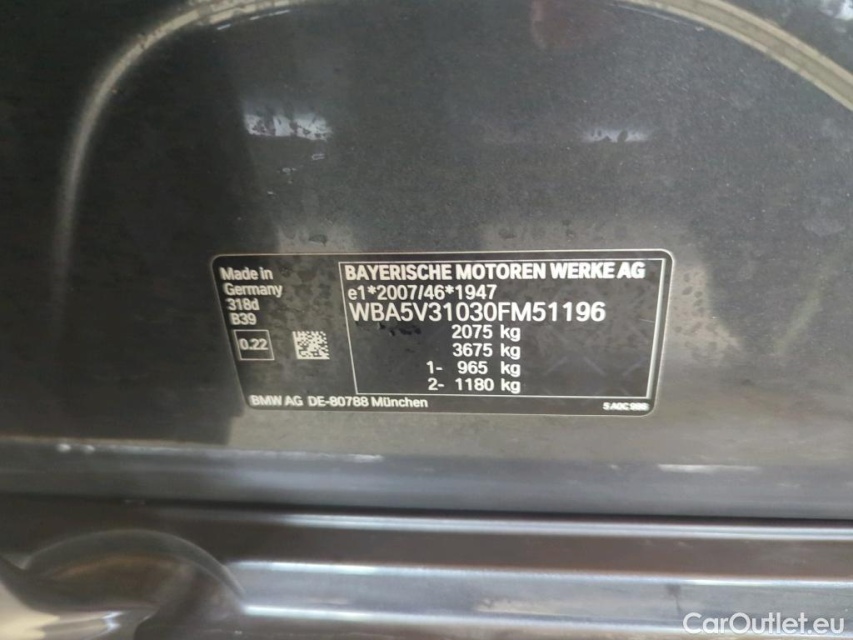 Made in
Germany
318d
B39
0.22
BAYERISCHE MOTOREN WERKE AG
e1*2007/46*1947
WBA5V31030FM51196
2075 kg
3675 kg
1- 965 kg
2- 1180 kg
BMW AG DE-80788 München
CarOutlet.eu